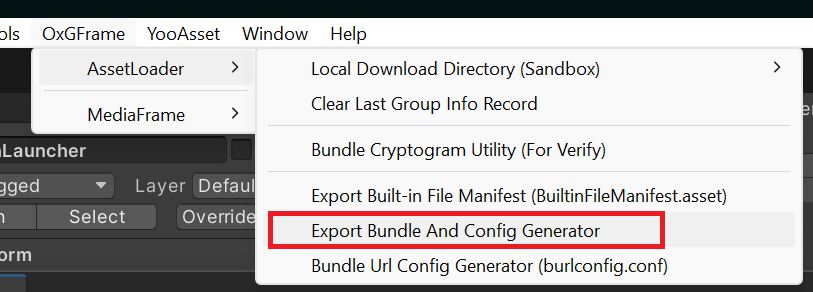 ols OxGFrame YooAsset Window Help
AssetLoader
MediaFrame
Local Download Directory (Sandbox)
Clear Last Group Info Record
Bundle Cryptogram Utility (For Verify)
Export Built-in File Manifest (BuiltinFileManifest.asset)
Export Bundle And Config Generator
Bundle Url Config Generator (burlconfig.conf)
nLauncher
gged Layer Defaul
Select Override
orm